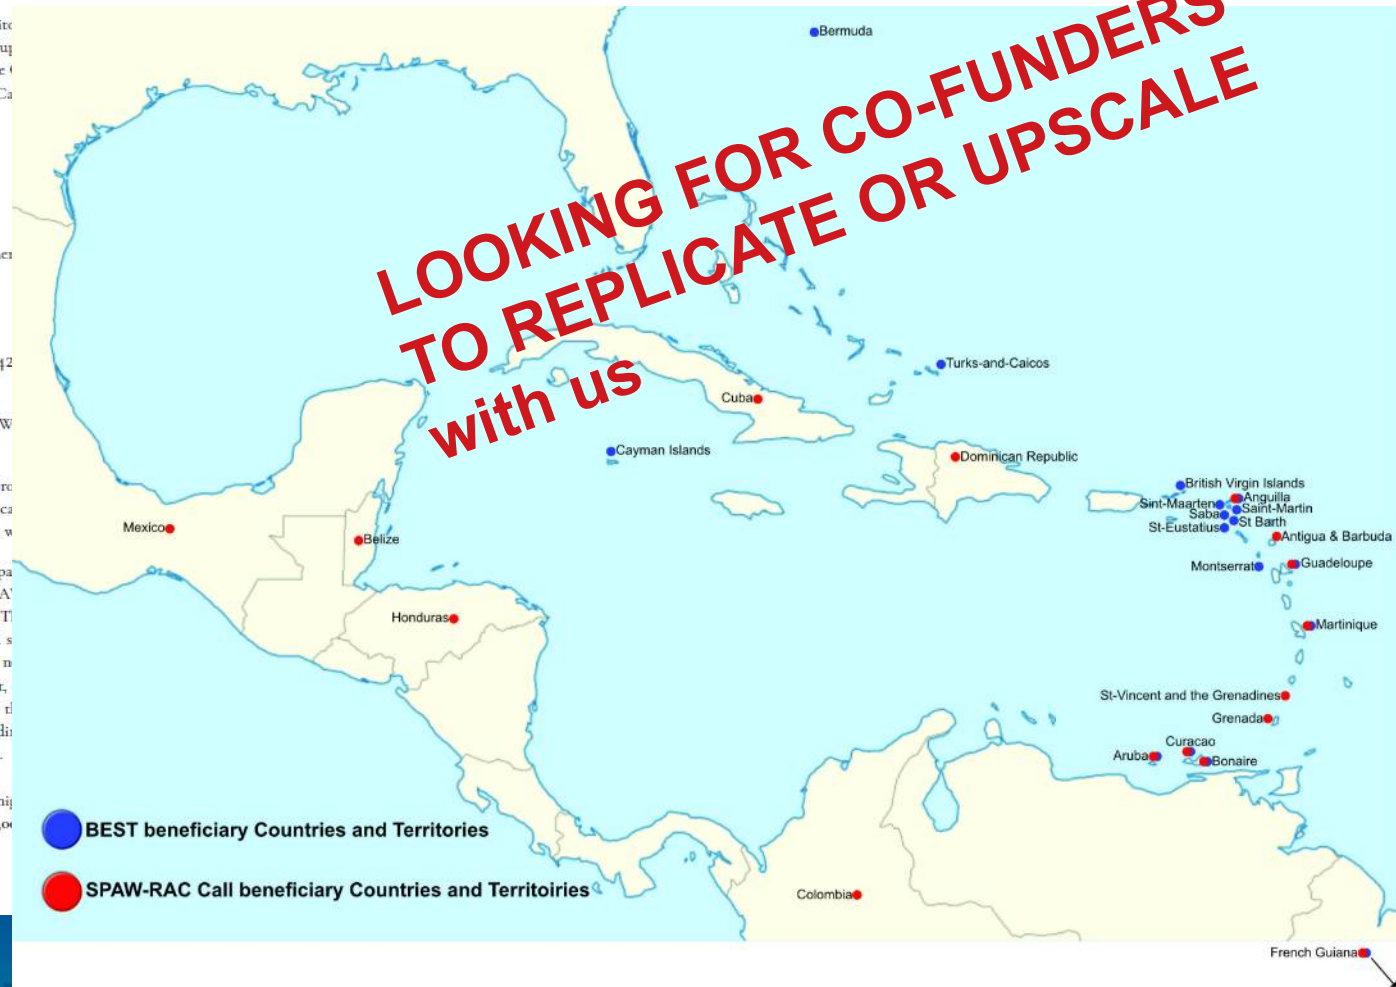 Bermuda
LOOKING FOR CO-FUNDERS
TO REPLICATE OR UPSCALE
with us
Turks-and-Caicos
Cuba
Cayman Islands
Dominican Republic
British Virgin Islands
Anguilla
Sint-Maarten
Saint-Martin
Saba
St Barth
St-Eustatius
Antigua & Barbuda
Mexico
Belize
Montserrat
Guadeloupe
Honduras
Martinique
St-Vincent and the Grenadines
Grenada
Curacao
Aruba
Bonaire
BEST beneficiary Countries and Territories
SPAW-RAC Call beneficiary Countries and Territoiries
Colombia
French Guiana